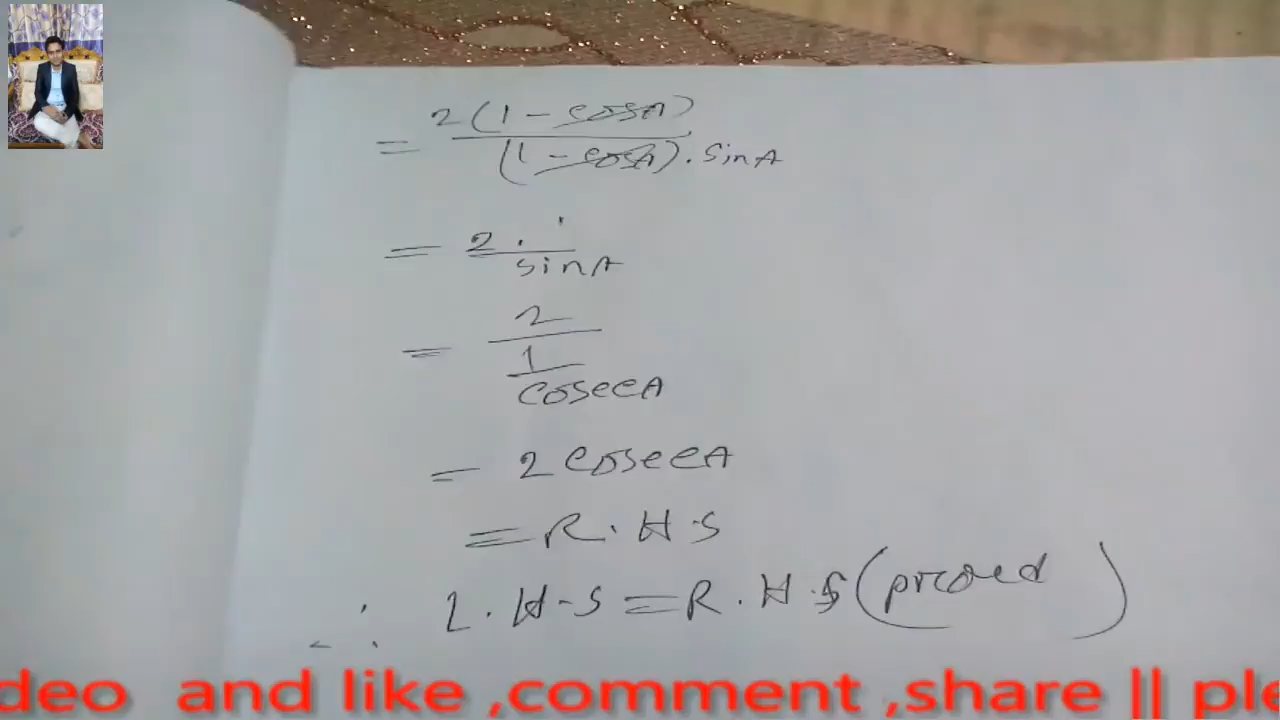 = 2(1 - cosA) / (1 - cosA) . sinA
= 2 . 1 / sinA
= 2 / 1 / cosecA
= 2 cosecA
= R.H.S
∴ L.H.S = R.H.S (proved)
deo and like ,comment ,share || ple